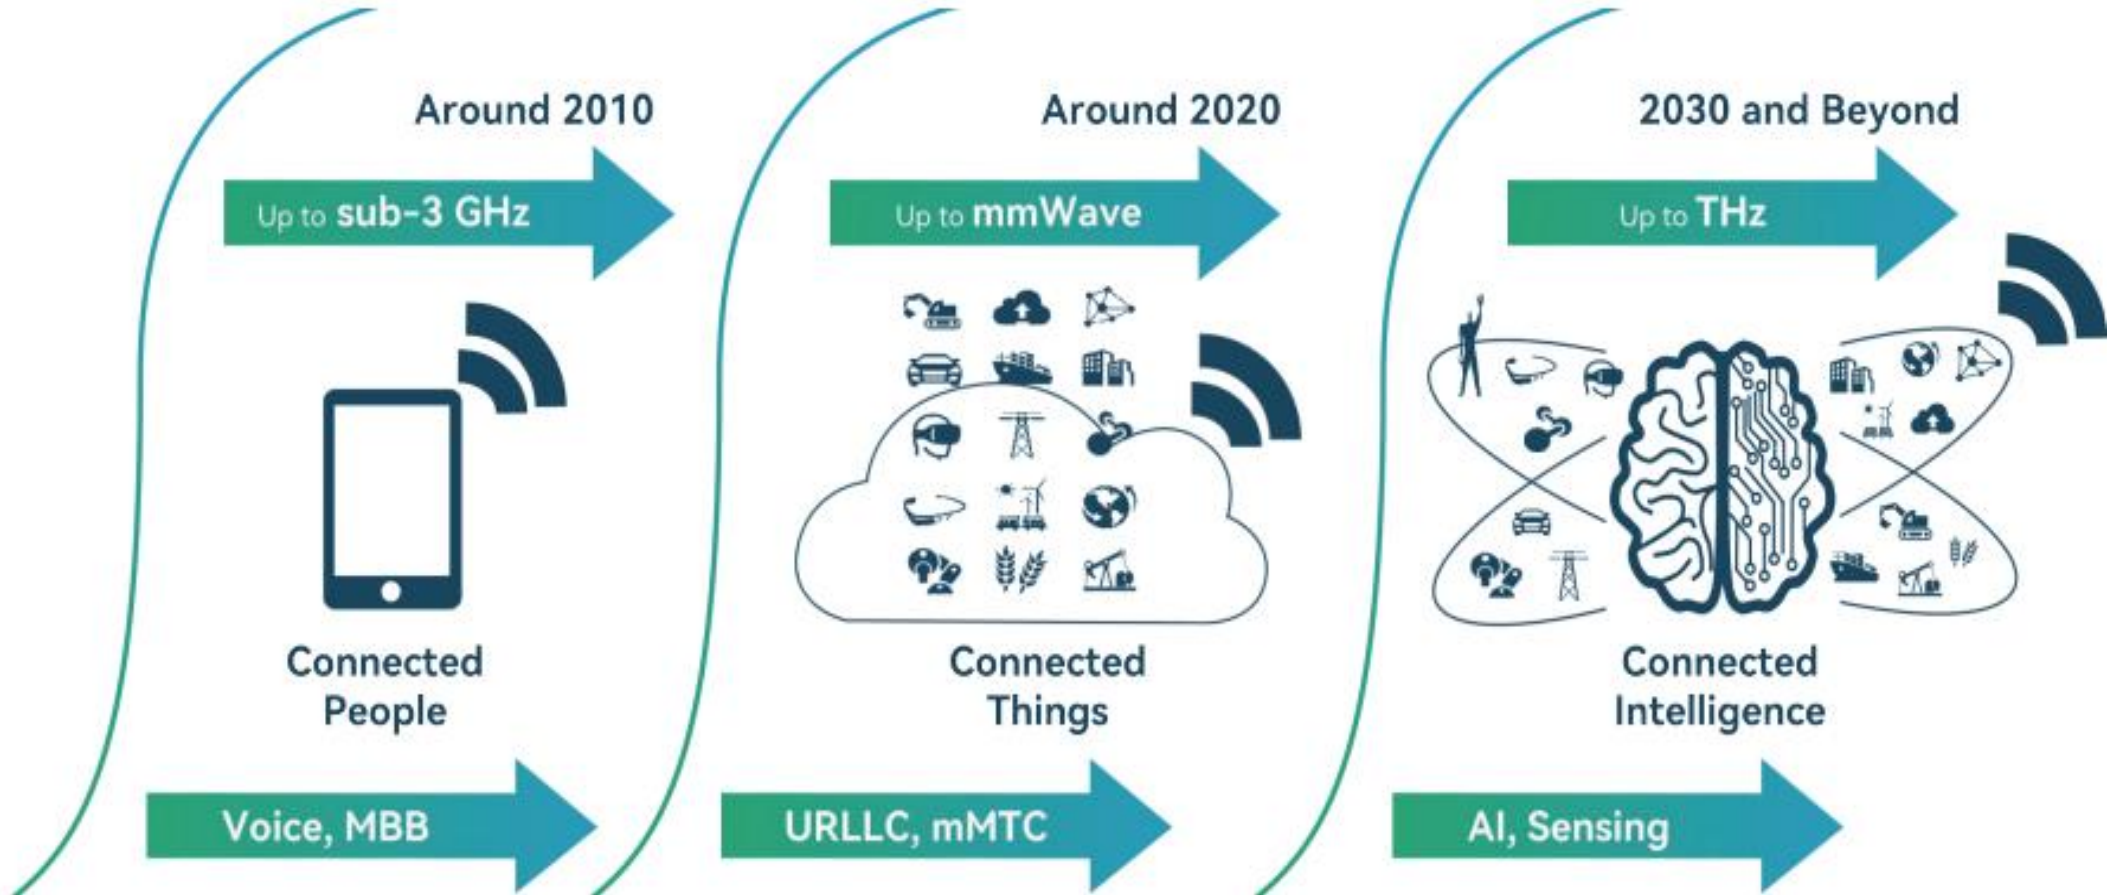 Around 2010
Up to sub-3 GHz
Connected
People
Voice, MBB
Around 2020
Up to mmWave
Connected
Things
URLLC, mMTC
2030 and Beyond
Up to THz
Connected
Intelligence
AI, Sensing